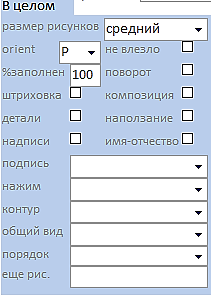 В целом
размер рисунков средний
orient P не влезло
%заполнен 100 поворот
штриховка композиция
детали наползание
надписи имя-отчество
подпись
нажим
контур
общий вид
порядок
еще рис.